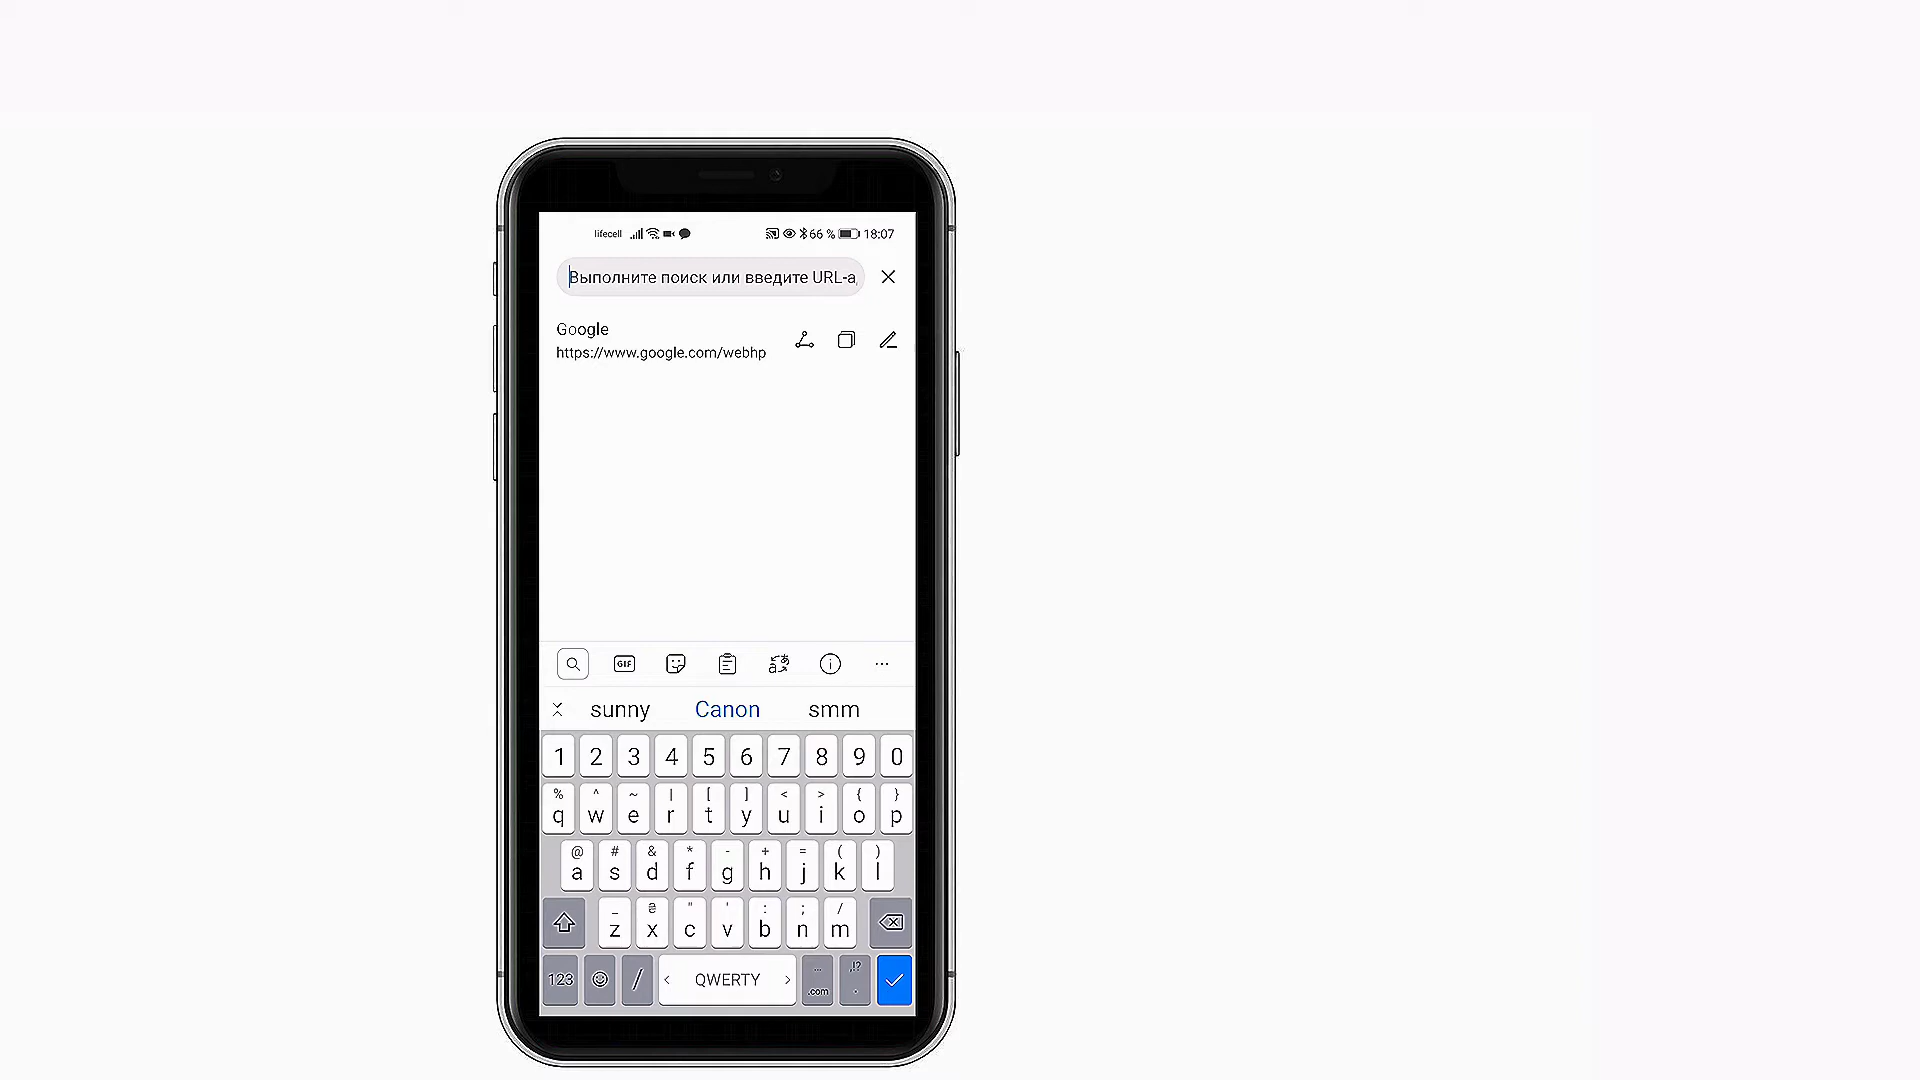 lifecell 66 % 18:07
Выполните поиск или введите URL-а
Google
https://www.google.com/webhp
GIF
sunny Canon smm
1 2 3 4 5 6 7 8 9 0
% ^ ~ | [ ] < > { }
q w e r t y u i o p
@ # & * - + = ( )
a s d f g h j k l
_ ₴ " ' : ; /
z x c v b n m
123 / < QWERTY > ... .com ,!? .